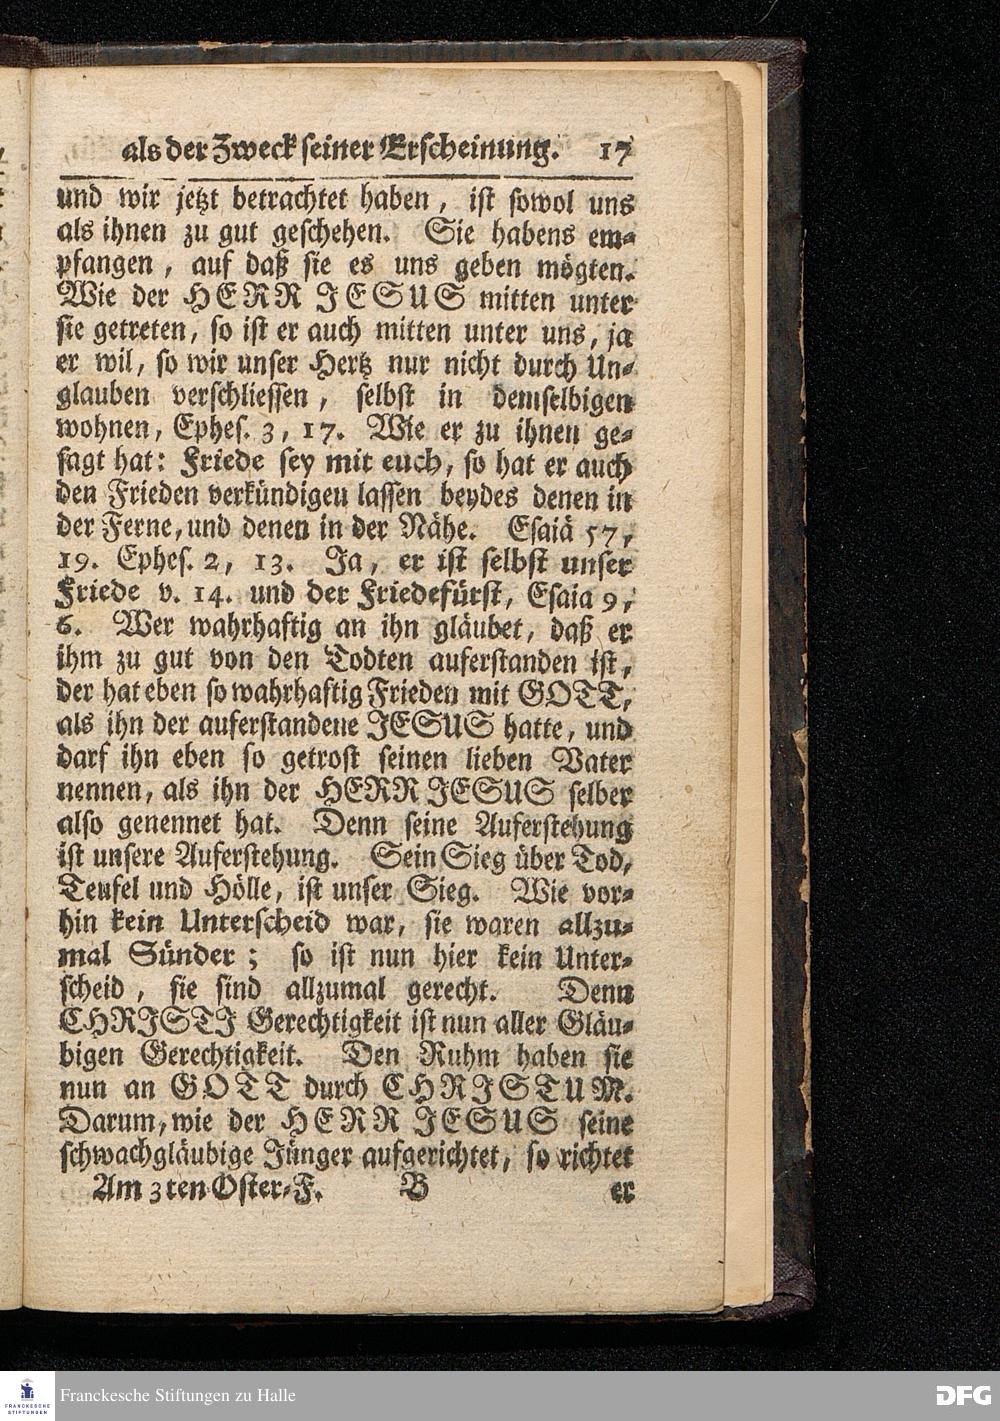 als der Zweck seiner Erscheinung. 17
und wir jetzt betrachtet haben, ist sowol uns
als ihnen zu gut geschehen. Sie habens em-
pfangen, auf daß sie es uns geben mögten.
Wie der HERR JESUS mitten unter
sie getreten, so ist er auch mitten unter uns, ja
er wil, so wir unser Hertz nur nicht durch Un-
glauben verschliessen, selbst in demselbigen
wohnen, Ephes. 3, 17. Wie er zu ihnen ge-
sagt hat: Friede sey mit euch, so hat er auch
den Frieden verkündigen lassen beydes denen in
der Ferne, und denen in der Nähe. Esaiä 57,
19. Ephes. 2, 13. Ja, er ist selbst unser
Friede v. 14. und der Friedefürst, Esaia 9,
6. Wer wahrhaftig an ihn gläubet, daß er
ihm zu gut von den Todten auferstanden ist,
der hat eben so wahrhaftig Frieden mit GOTT,
als ihn der auferstandene JESUS hatte, und
darf ihn eben so getrost seinen lieben Vater
nennen, als ihn der HERR JESUS selber
also genennet hat. Denn seine Auferstehung
ist unsere Auferstehung. Sein Sieg über Tod,
Teufel und Hölle, ist unser Sieg. Wie vor-
hin kein Unterscheid war, sie waren allzu-
mal Sünder; so ist nun hier kein Unter-
scheid, sie sind allzumal gerecht. Denn
CHRISTI Gerechtigkeit ist nun aller Gläu-
bigen Gerechtigkeit. Den Ruhm haben sie
nun an GOTT durch CHRISTUM.
Darum, wie der HERR JESUS seine
schwachgläubige Jünger aufgerichtet, so richtet
Am 3ten Oster-F. B er
FRANCKESCHE STIFTUNGEN
Franckesche Stiftungen zu Halle
DFG